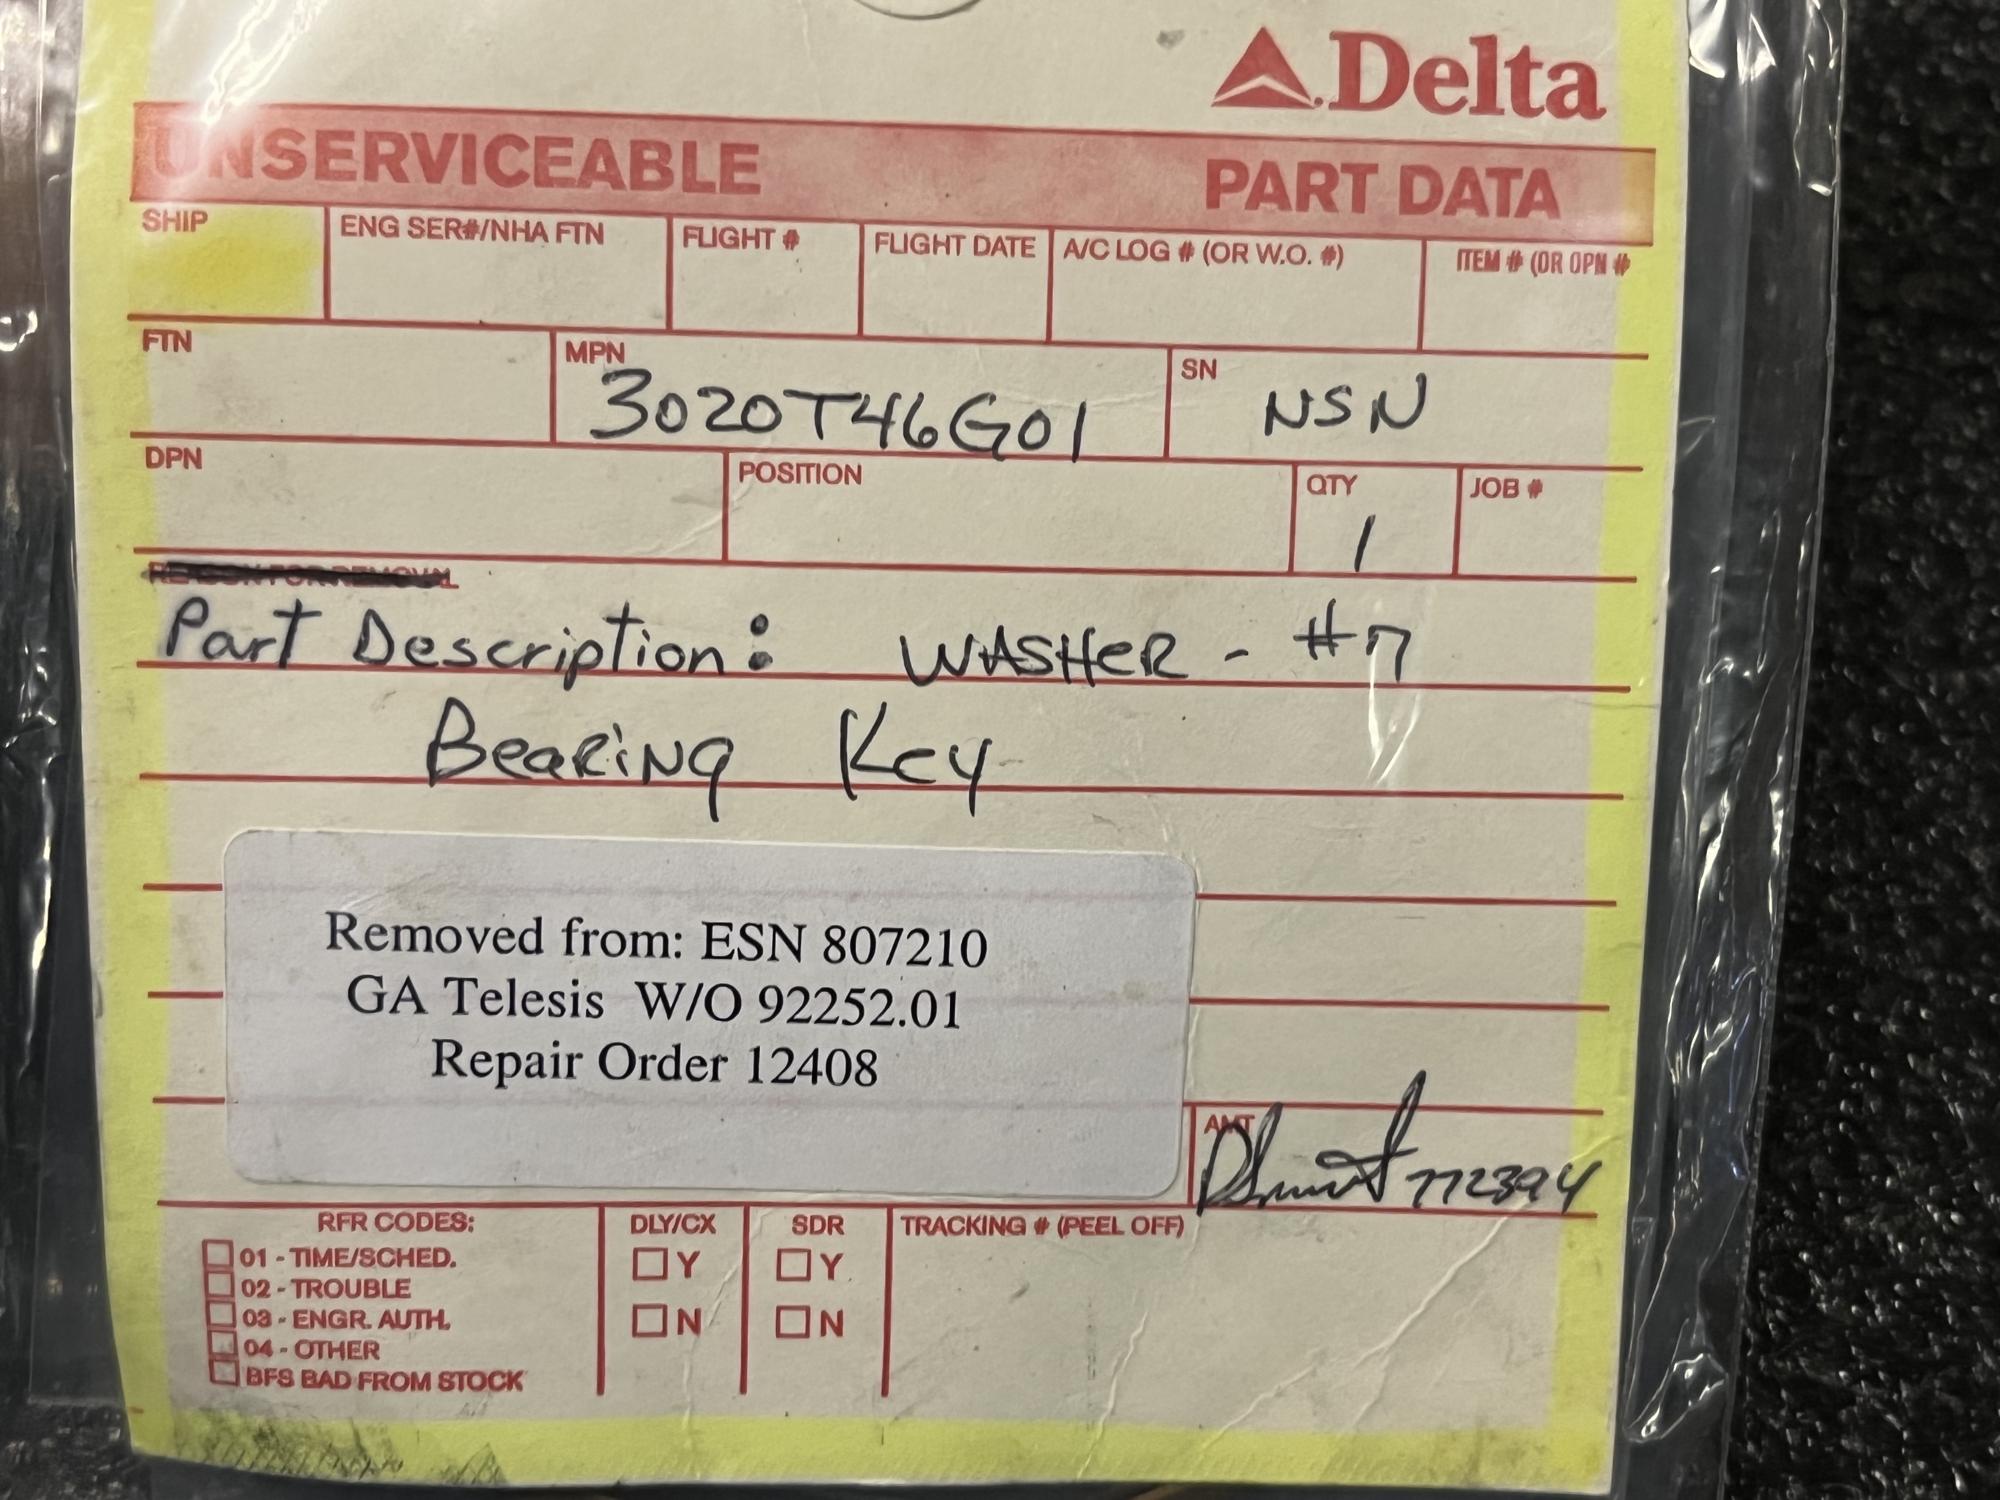 Delta
UNSERVICEABLE PART DATA
SHIP ENG SER#/NHA FTN FLIGHT # FLIGHT DATE A/C LOG # (OR W.O. #) ITEM # (OR OPN #
FTN MPN SN
3020T46G01 NSN
DPN POSITION QTY JOB #
1
REASON FOR REMOVAL
Part Description: WASHER - #7
Bearing Key
Removed from: ESN 807210
GA Telesis W/O 92252.01
Repair Order 12408
AMT
772394
RFR CODES: DLY/CX SDR TRACKING # (PEEL OFF)
01 - TIME/SCHED. Y Y
02 - TROUBLE
03 - ENGR. AUTH. N N
04 - OTHER
BFS BAD FROM STOCK